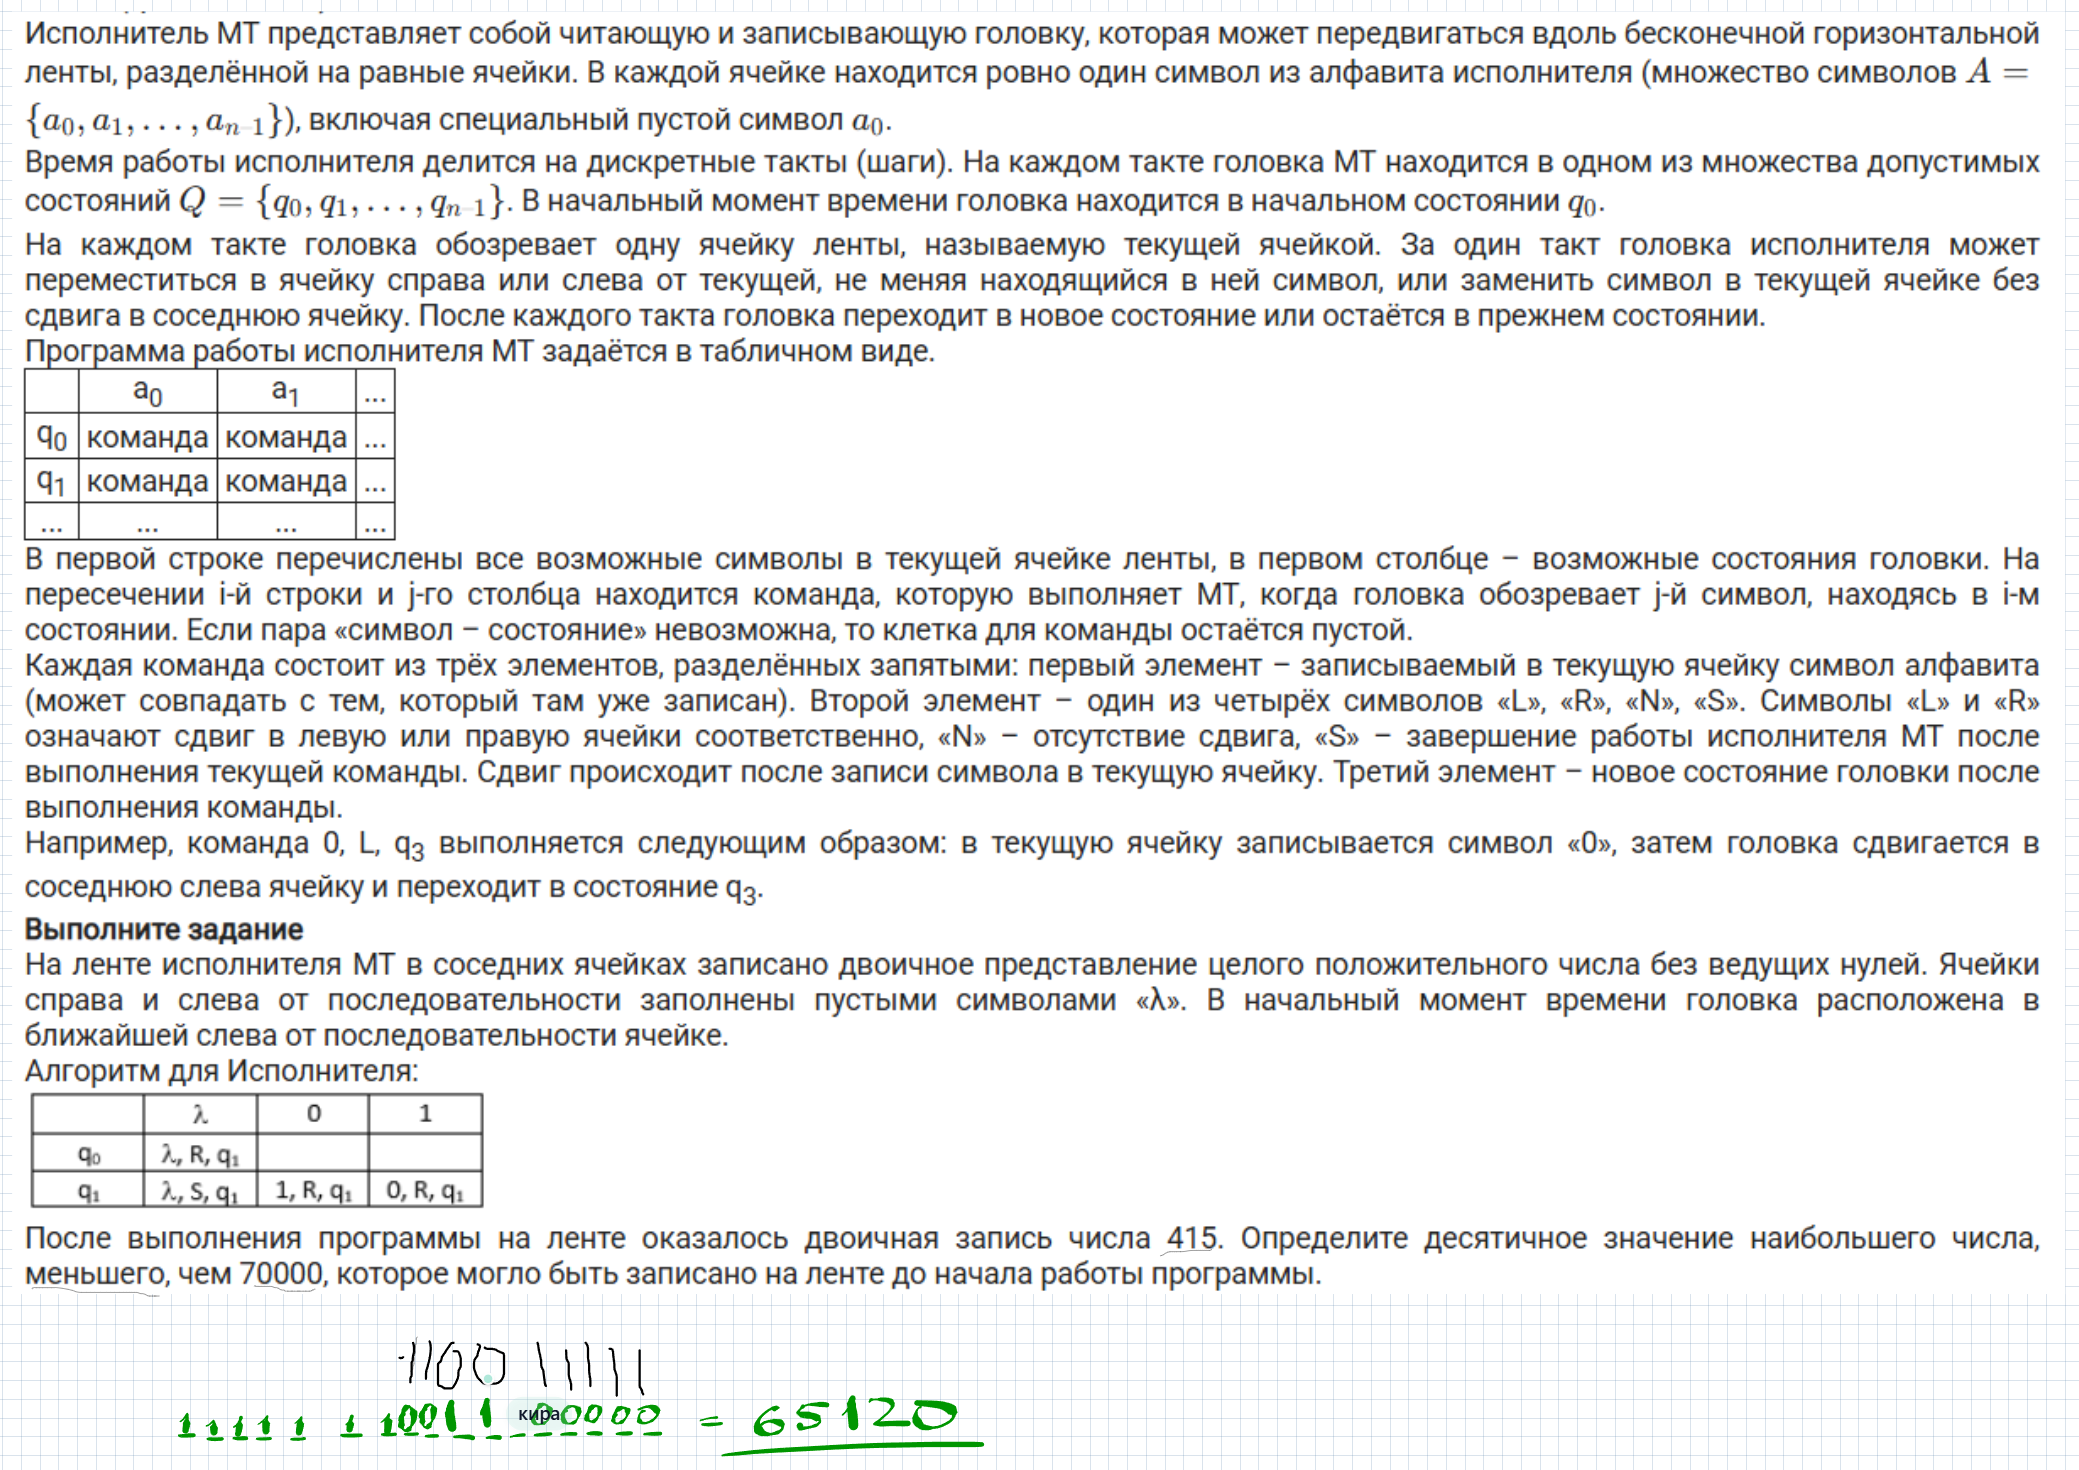 Исполнитель МТ представляет собой читающую и записывающую головку, которая может передвигаться вдоль бесконечной горизонтальной
ленты, разделённой на равные ячейки. В каждой ячейке находится ровно один символ из алфавита исполнителя (множество символов A =
{a₀, a₁, . . . , aₙ₋₁}), включая специальный пустой символ a₀.
Время работы исполнителя делится на дискретные такты (шаги). На каждом такте головка МТ находится в одном из множества допустимых
состояний Q = {q₀, q₁, . . . , qₙ₋₁}. В начальный момент времени головка находится в начальном состоянии q₀.
На каждом такте головка обозревает одну ячейку ленты, называемую текущей ячейкой. За один такт головка исполнителя может
переместиться в ячейку справа или слева от текущей, не меняя находящийся в ней символ, или заменить символ в текущей ячейке без
сдвига в соседнюю ячейку. После каждого такта головка переходит в новое состояние или остаётся в прежнем состоянии.
Программа работы исполнителя МТ задаётся в табличном виде.
a₀ a₁ ...
q₀ команда команда ...
q₁ команда команда ...
... ... ... ...
В первой строке перечислены все возможные символы в текущей ячейке ленты, в первом столбце – возможные состояния головки. На
пересечении i-й строки и j-го столбца находится команда, которую выполняет МТ, когда головка обозревает j-й символ, находясь в i-м
состоянии. Если пара «символ – состояние» невозможна, то клетка для команды остаётся пустой.
Каждая команда состоит из трёх элементов, разделённых запятыми: первый элемент – записываемый в текущую ячейку символ алфавита
(может совпадать с тем, который там уже записан). Второй элемент – один из четырёх символов «L», «R», «N», «S». Символы «L» и «R»
означают сдвиг в левую или правую ячейки соответственно, «N» – отсутствие сдвига, «S» – завершение работы исполнителя МТ после
выполнения текущей команды. Сдвиг происходит после записи символа в текущую ячейку. Третий элемент – новое состояние головки после
выполнения команды.
Например, команда 0, L, q₃ выполняется следующим образом: в текущую ячейку записывается символ «0», затем головка сдвигается в
соседнюю слева ячейку и переходит в состояние q₃.
Выполните задание
На ленте исполнителя МТ в соседних ячейках записано двоичное представление целого положительного числа без ведущих нулей. Ячейки
справа и слева от последовательности заполнены пустыми символами «λ». В начальный момент времени головка расположена в
ближайшей слева от последовательности ячейке.
Алгоритм для Исполнителя:
λ 0 1
q₀ λ, R, q₁
q₁ λ, S, q₁ 1, R, q₁ 0, R, q₁
После выполнения программы на ленте оказалось двоичная запись числа 415. Определите десятичное значение наибольшего числа,
меньшего, чем 70000, которое могло быть записано на ленте до начала работы программы.
110011111
кира
= 65120